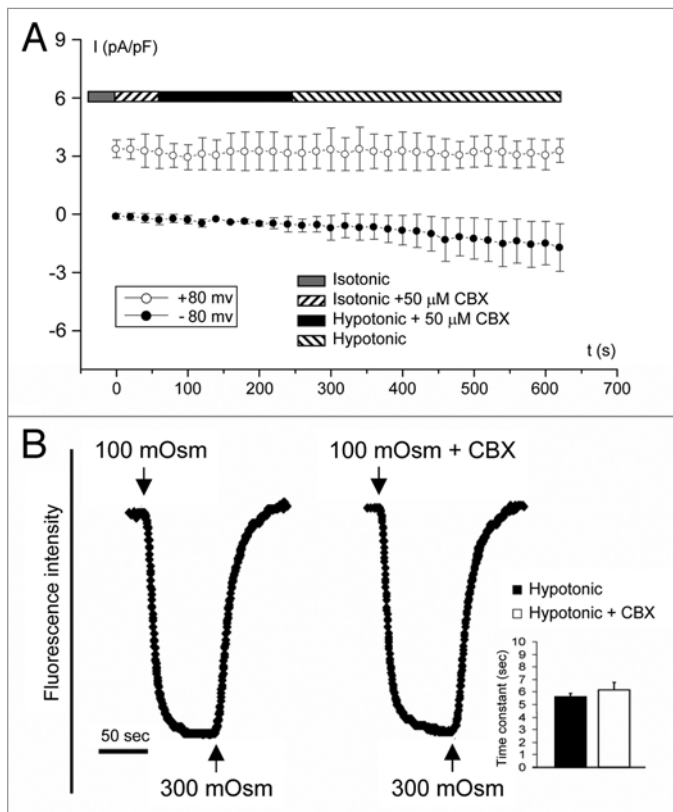 A
I (pA/pF)
9
6
3
0
-3
-6
+80 mv
- 80 mv
Isotonic
Isotonic +50 μM CBX
Hypotonic + 50 μM CBX
Hypotonic
t (s)
0 100 200 300 400 500 600 700
B
100 mOsm
100 mOsm + CBX
Fluorescence intensity
50 sec
300 mOsm
300 mOsm
Hypotonic
Hypotonic + CBX
Time constant (sec)
10
9
8
7
6
5
4
3
2
1
0